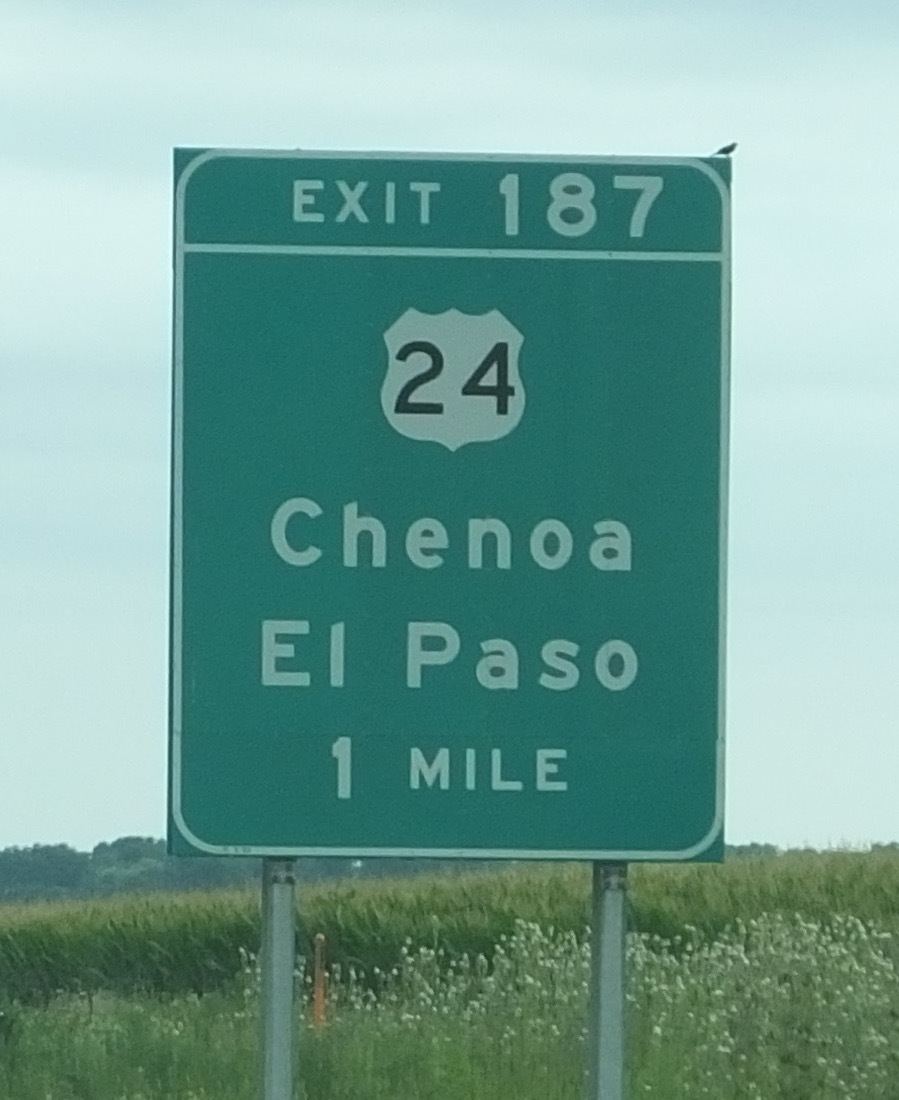 EXIT 187
24
Chenoa
El Paso
1 MILE